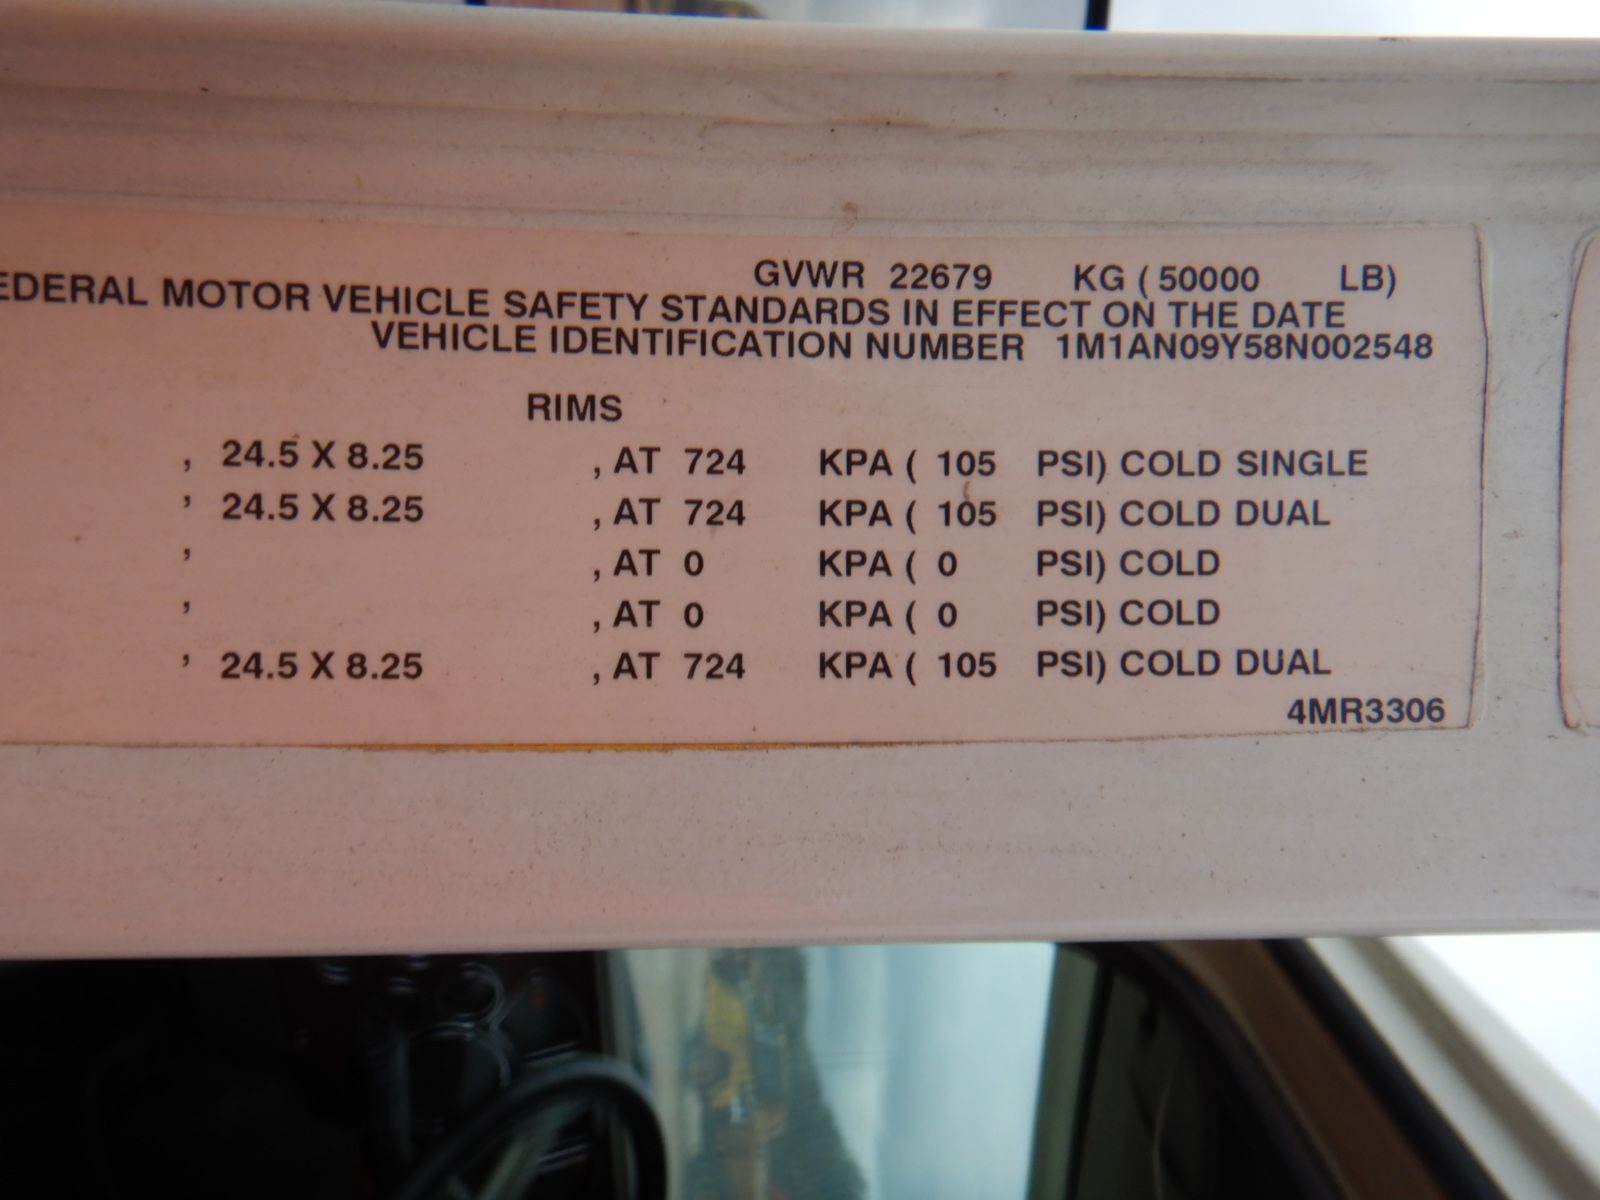 GVWR 22679 KG ( 50000 LB)
EDERAL MOTOR VEHICLE SAFETY STANDARDS IN EFFECT ON THE DATE
VEHICLE IDENTIFICATION NUMBER 1M1AN09Y58N002548
RIMS
, 24.5 X 8.25 , AT 724 KPA ( 105 PSI) COLD SINGLE
, 24.5 X 8.25 , AT 724 KPA ( 105 PSI) COLD DUAL
, , AT 0 KPA ( 0 PSI) COLD
, , AT 0 KPA ( 0 PSI) COLD
, 24.5 X 8.25 , AT 724 KPA ( 105 PSI) COLD DUAL
4MR3306